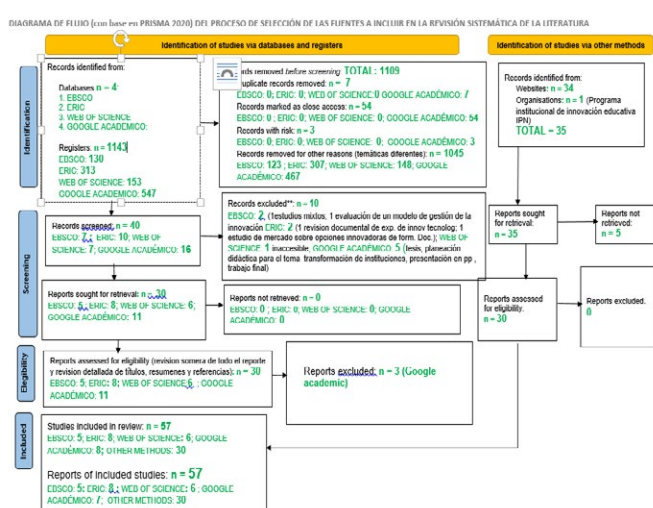 DIAGRAMA DE FLUJO (con base en PRISMA 2020) DEL PROCESO DE SELECCIÓN DE LAS FUENTES A INCLUIR EN LA REVISIÓN SISTEMÁTICA DE LA LITERATURA
Identification of studies via databases and registers
Identification of studies via other methods
Identification
Records identified from:
Databases n = 4
1. EBSCO
2. ERIC
3. WEB OF SCIENCE
4. GOOGLE ACADÉMICO:
Registers: n = 1143
EBSCO: 130
ERIC: 313
WEB OF SCIENCE: 153
GOOGLE ACADÉMICO: 547
removed before screening TOTAL: 1109
records removed: n = 7
EBSCO: 0; ERIC: 0; WEB OF SCIENCE:0 GOOGLE ACADÉMICO: 7
Records marked as close access: n = 54
EBSCO: 0 ; ERIC: 0; WEB OF SCIENCE: 0; GOOGLE ACADÉMICO: 54
Records with risk: n = 3
EBSCO: 0; ERIC: 0; WEB OF SCIENCE: 0; GOOGLE ACADÉMICO: 3
Records removed for other reasons (temáticas diferentes): n = 1045
EBSCO: 123 ; ERIC: 307; WEB OF SCIENCE: 148; GOOGLE
ACADÉMICO: 467
Records identified from:
Websites: n = 34
Organisations: n = 1 (Programa
institucional de innovación educativa
IPN)
TOTAL = 35
Screening
Records screened: n = 40
EBSCO: 7 ; ERIC: 10; WEB OF
SCIENCE: 7; GOOGLE ACADÉMICO: 16
Records excluded**: n = 10
EBSCO: 2, (1estudios mixtos, 1 evaluación de un modelo de gestión de la
innovación ERIC: 2 (1 revision documental de exp. de innov tecnolog; 1
estudio de mercado sobre opciones innovadoras de form. Doc.); WEB OF
SCIENCE: 1 inaccesible, GOOGLE ACADÉMICO: 5 (tesis, planeación
didáctica para el toma transformación de instituciones, presentación en pp ,
trabajo final)
Reports sought
for retrieval:
n = 35
Reports not
retrieved:
n = 5
Reports sought for retrieval: n = 30
EBSCO: 5 ; ERIC: 8; WEB OF SCIENCE: 6;
GOOGLE ACADÉMICO: 11
Reports not retrieved: n = 0
EBSCO: 0 ; ERIC: 0; WEB OF SCIENCE: 0; GOOGLE
ACADÉMICO: 0
Reports assessed
for eligibility:
n = 30
Reports excluded:
0
Elegibility
Reports assessed for eligibility (revision somera de todo el reporte
y revision detallada de títulos, resumenes y referencias): n = 30
EBSCO: 5; ERIC: 8; WEB OF SCIENCE 6 ; GOOGLE
ACADÉMICO: 11
Reports excluded: n = 3 (Google
academic)
Included
Studies included in review: n = 57
EBSCO: 5; ERIC: 8; WEB OF SCIENCE: 6; GOOGLE
ACADÉMICO: 8; OTHER METHODS: 30
Reports of included studies: n = 57
EBSCO: 5; ERIC: 8 ; WEB OF SCIENCE: 6 ; GOOGLE
ACADÉMICO: 7; OTHER METHODS: 30